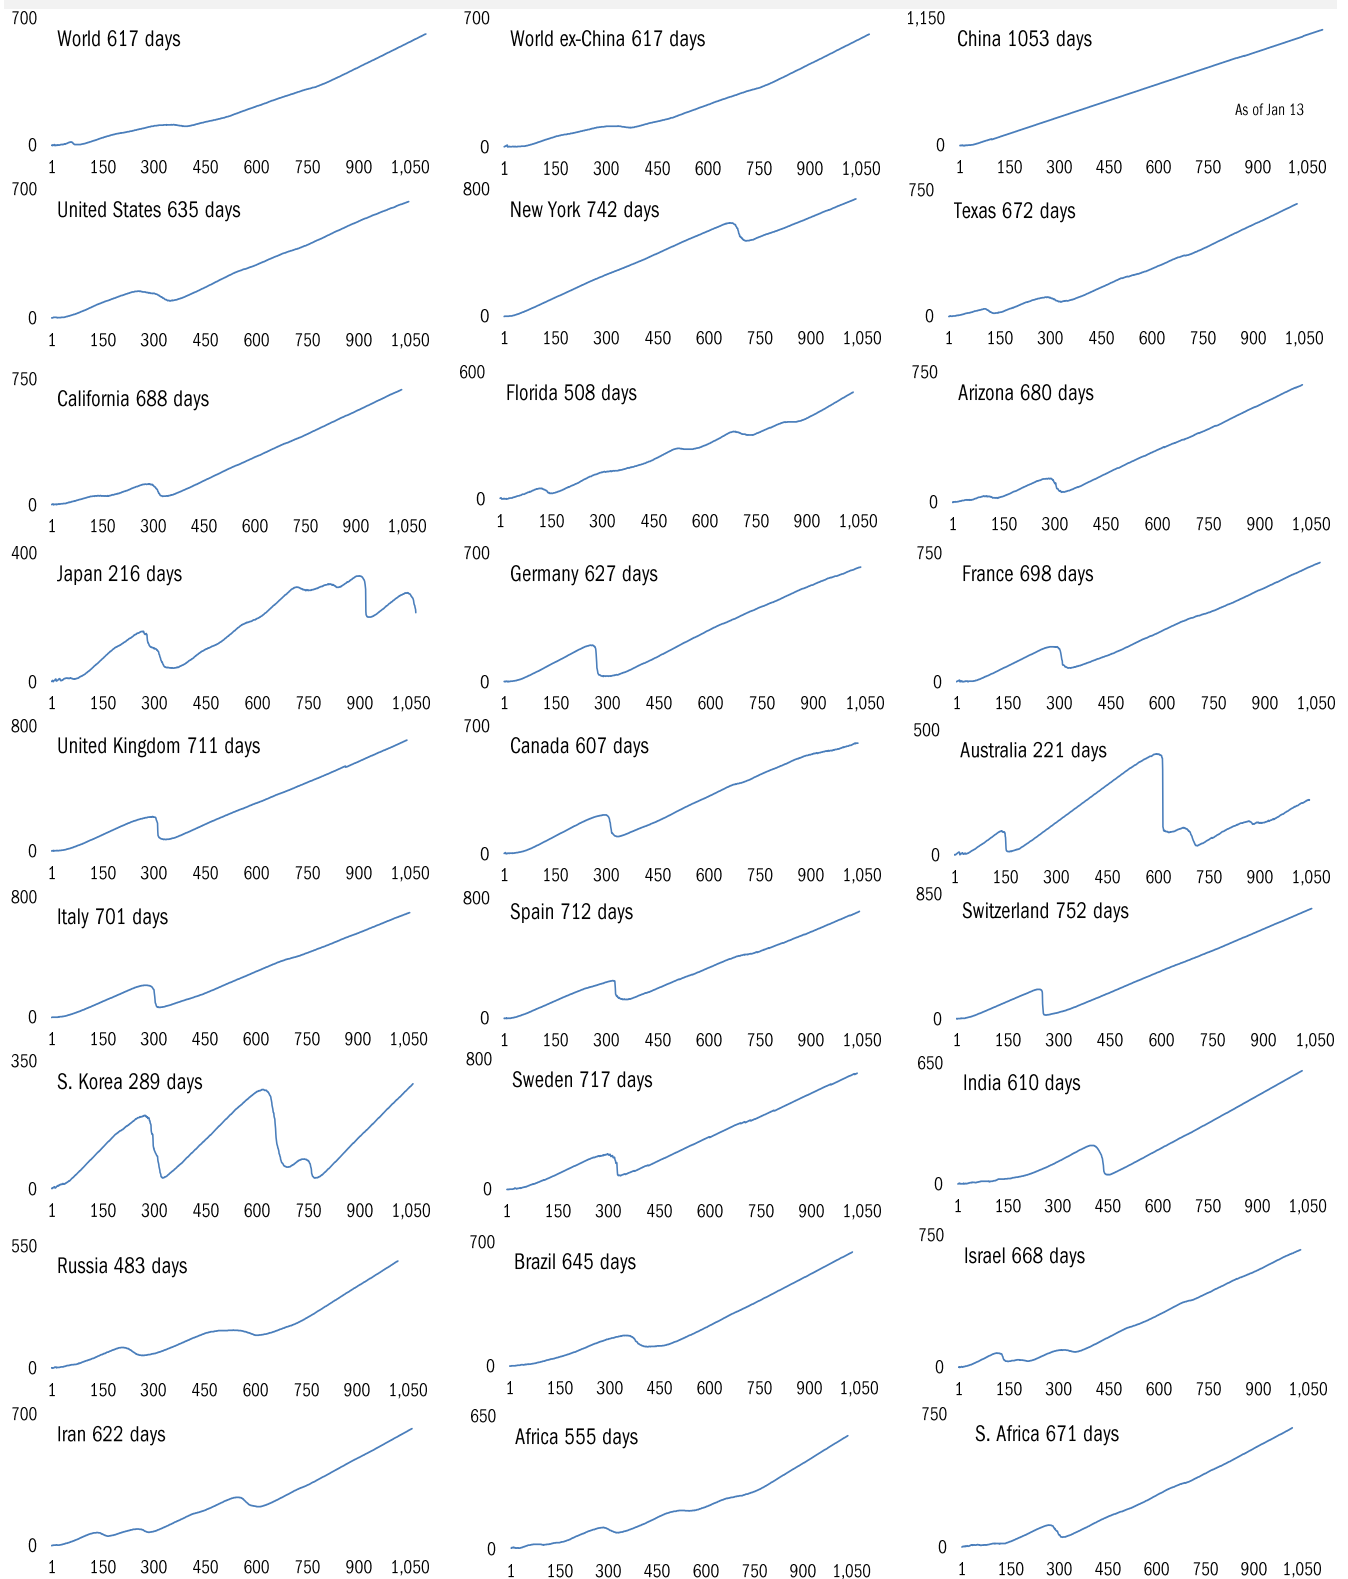 700
World 617 days
0
1 150 300 450 600 750 900 1,050
700
World ex-China 617 days
0
1 150 300 450 600 750 900 1,050
1,150
China 1053 days
As of Jan 13
0
1 150 300 450 600 750 900 1,050
700
United States 635 days
0
1 150 300 450 600 750 900 1,050
800
New York 742 days
0
1 150 300 450 600 750 900 1,050
750
Texas 672 days
0
1 150 300 450 600 750 900 1,050
750
California 688 days
0
1 150 300 450 600 750 900 1,050
600
Florida 508 days
0
1 150 300 450 600 750 900 1,050
750
Arizona 680 days
0
1 150 300 450 600 750 900 1,050
400
Japan 216 days
0
1 150 300 450 600 750 900 1,050
700
Germany 627 days
0
1 150 300 450 600 750 900 1,050
750
France 698 days
0
1 150 300 450 600 750 900 1,050
800
United Kingdom 711 days
0
1 150 300 450 600 750 900 1,050
700
Canada 607 days
0
1 150 300 450 600 750 900 1,050
500
Australia 221 days
0
1 150 300 450 600 750 900 1,050
800
Italy 701 days
0
1 150 300 450 600 750 900 1,050
800
Spain 712 days
0
1 150 300 450 600 750 900 1,050
850
Switzerland 752 days
0
1 150 300 450 600 750 900 1,050
350
S. Korea 289 days
0
1 150 300 450 600 750 900 1,050
800
Sweden 717 days
0
1 150 300 450 600 750 900 1,050
650
India 610 days
0
1 150 300 450 600 750 900 1,050
550
Russia 483 days
0
1 150 300 450 600 750 900 1,050
700
Brazil 645 days
0
1 150 300 450 600 750 900 1,050
750
Israel 668 days
0
1 150 300 450 600 750 900 1,050
700
Iran 622 days
0
1 150 300 450 600 750 900 1,050
650
Africa 555 days
0
1 150 300 450 600 750 900 1,050
750
S. Africa 671 days
0
1 150 300 450 600 750 900 1,050